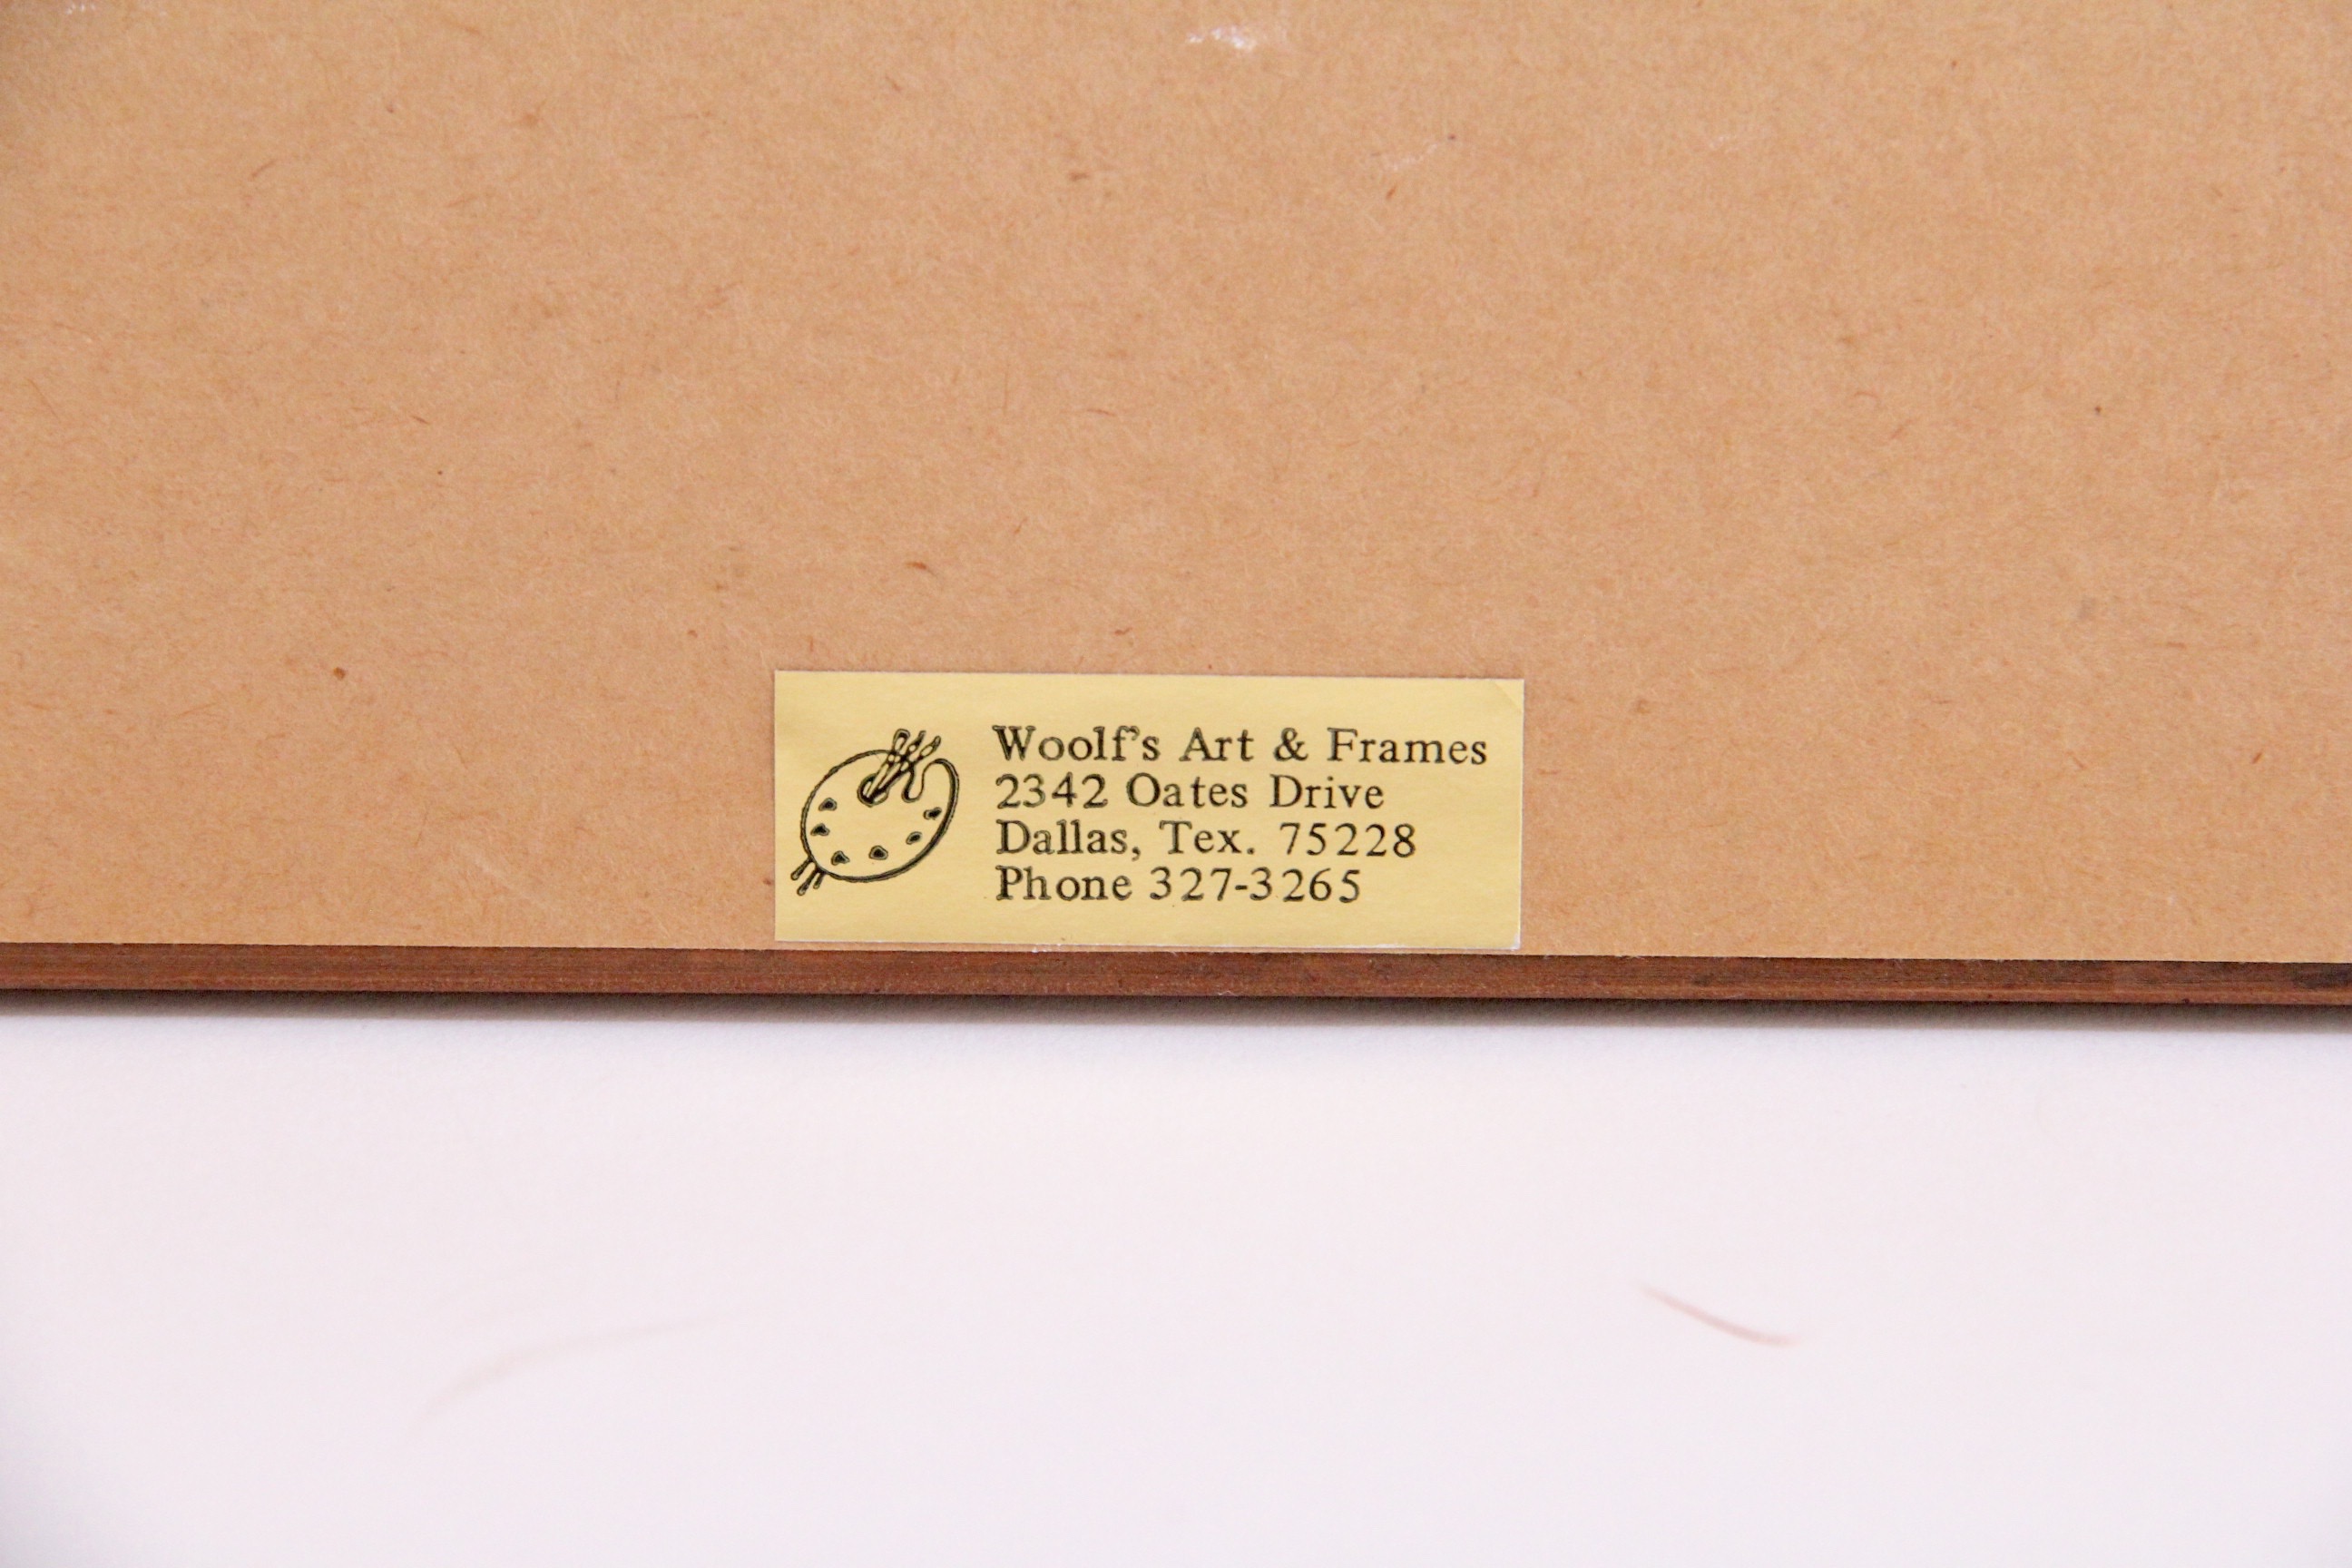 Woolf's Art & Frames
2342 Oates Drive
Dallas, Tex. 75228
Phone 327-3265